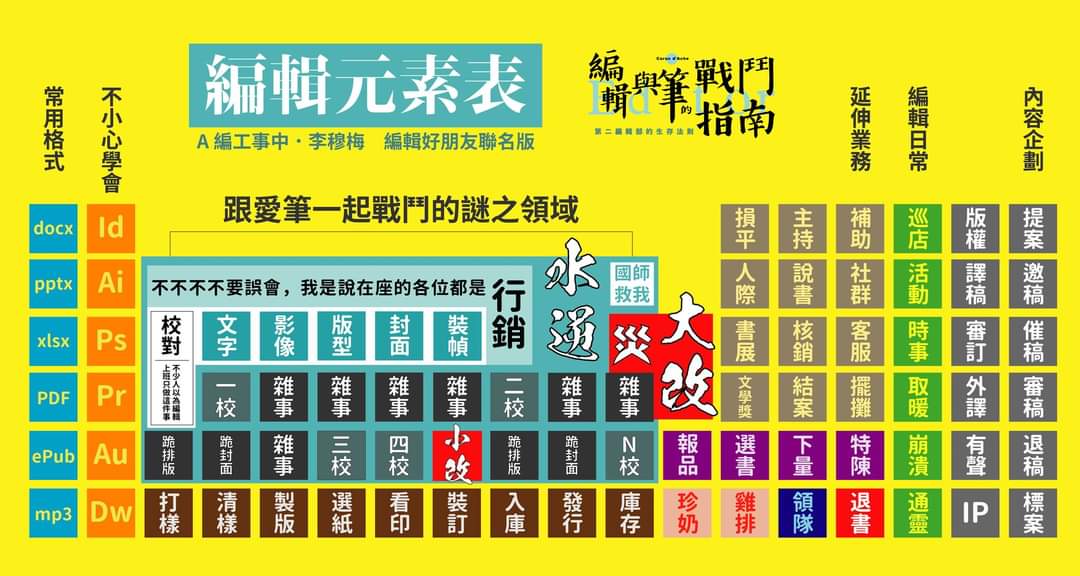 編輯元素表
A編工事中・李穆梅 編輯好朋友聯名版
Caran d'Ache
編輯與筆的戰鬥指南
Editor
第二編輯部的生存法則
常用格式
不小心學會
延伸業務
編輯日常
內容企劃
跟愛筆一起戰鬥的謎之領域
docx Id 損平 主持 補助 巡店 版權 提案
pptx Ai 不不不不要誤會，我是說在座的各位都是 行銷 水逆 國師救我 人際 說書 社群 活動 譯稿 邀稿
xlsx Ps 校對 文字 影像 版型 封面 裝幀 災 大改 書展 核銷 客服 時事 審訂 催稿
不少人以為編輯上班只做這件事
PDF Pr 一校 雜事 雜事 雜事 雜事 二校 雜事 雜事 文學獎 結案 擺攤 取暖 外譯 審稿
ePub Au 跪排版 跪封面 雜事 三校 四校 小改 跪排版 跪封面 N校 報品 選書 下量 特陳 崩潰 有聲 退稿
mp3 Dw 打樣 清樣 製版 選紙 看印 裝訂 入庫 發行 庫存 珍奶 雞排 領隊 退書 通靈 IP 標案